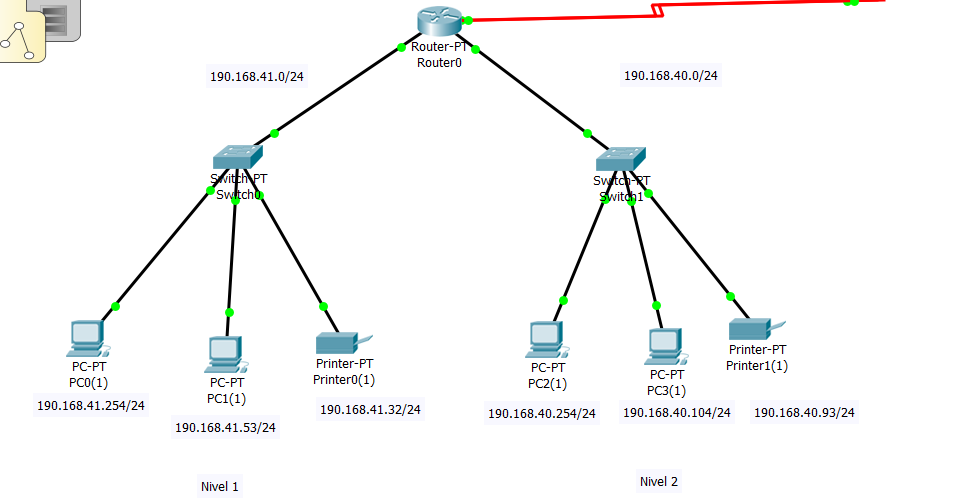 Router-PT
Router0
190.168.41.0/24
190.168.40.0/24
Switch-PT
Switch0
Switch-PT
Switch1
PC-PT
PC0(1)
190.168.41.254/24
PC-PT
PC1(1)
190.168.41.53/24
Printer-PT
Printer0(1)
190.168.41.32/24
PC-PT
PC2(1)
190.168.40.254/24
PC-PT
PC3(1)
190.168.40.104/24
Printer-PT
Printer1(1)
190.168.40.93/24
Nivel 1
Nivel 2